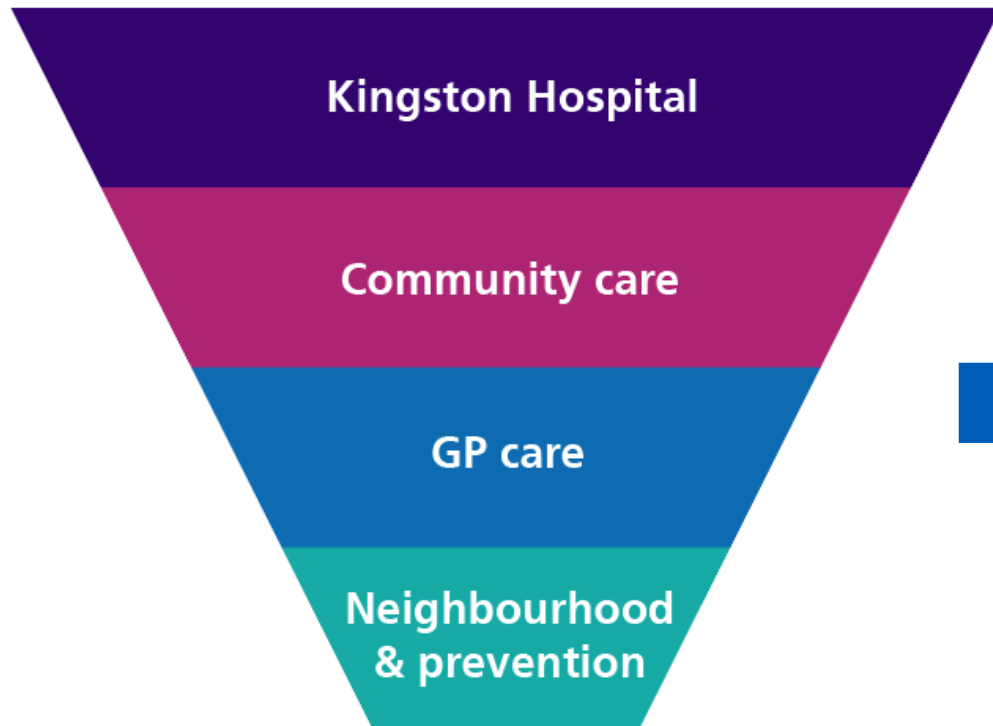 Kingston Hospital
Community care
GP care
Neighbourhood
& prevention